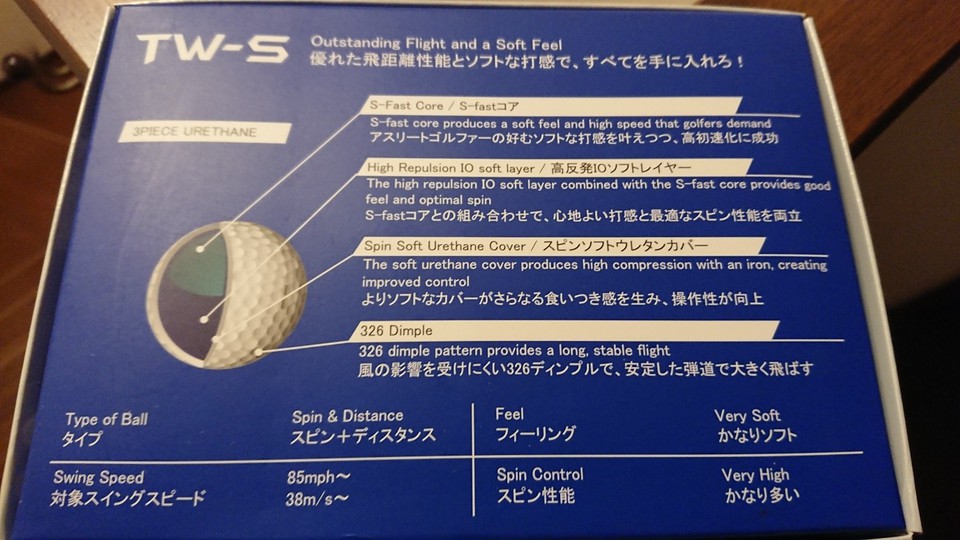 TW-S
Outstanding Flight and a Soft Feel
優れた飛距離性能とソフトな打感で、すべてを手に入れろ！
3PIECE URETHANE
S-Fast Core / S-fastコア
S-fast core produces a soft feel and high speed that golfers demand
アスリートゴルファーの好むソフトな打感を叶えつつ、高初速化に成功
High Repulsion IO soft layer / 高反発IOソフトレイヤー
The high repulsion IO soft layer combined with the S-fast core provides good
feel and optimal spin
S-fastコアとの組み合わせで、心地よい打感と最適なスピン性能を両立
Spin Soft Urethane Cover / スピンソフトウレタンカバー
The soft urethane cover produces high compression with an iron, creating
improved control
よりソフトなカバーがさらなる食いつき感を生み、操作性が向上
326 Dimple
326 dimple pattern provides a long, stable flight
風の影響を受けにくい326ディンプルで、安定した弾道で大きく飛ばす
Type of Ball
タイプ
Spin & Distance
スピン＋ディスタンス
Feel
フィーリング
Very Soft
かなりソフト
Swing Speed
対象スイングスピード
85mph～
38m/s～
Spin Control
スピン性能
Very High
かなり多い